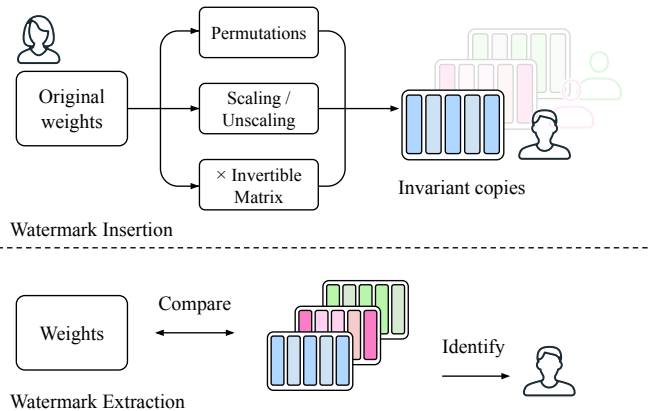 Permutations
Original
weights
Scaling /
Unscaling
× Invertible
Matrix
Invariant copies
Watermark Insertion
Weights
Compare
Identify
Watermark Extraction